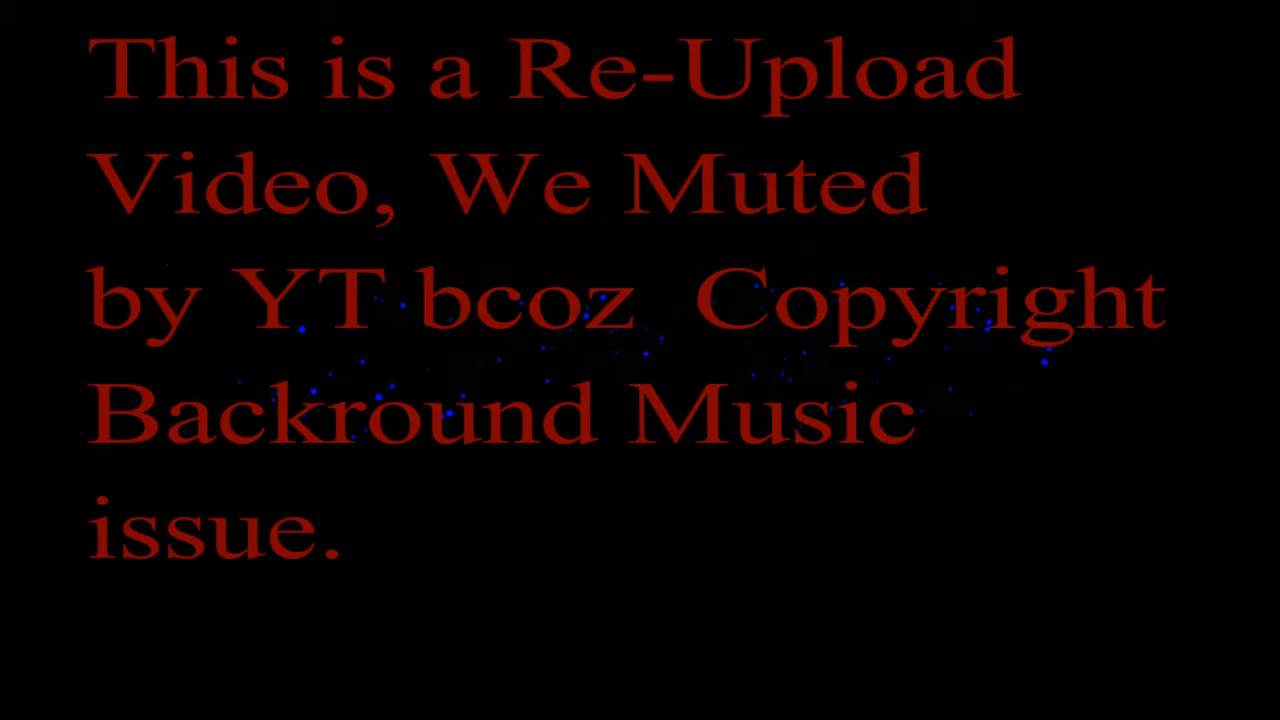 This is a Re-Upload
Video, We Muted
by YT bcoz  Copyright
Backround Music
issue.